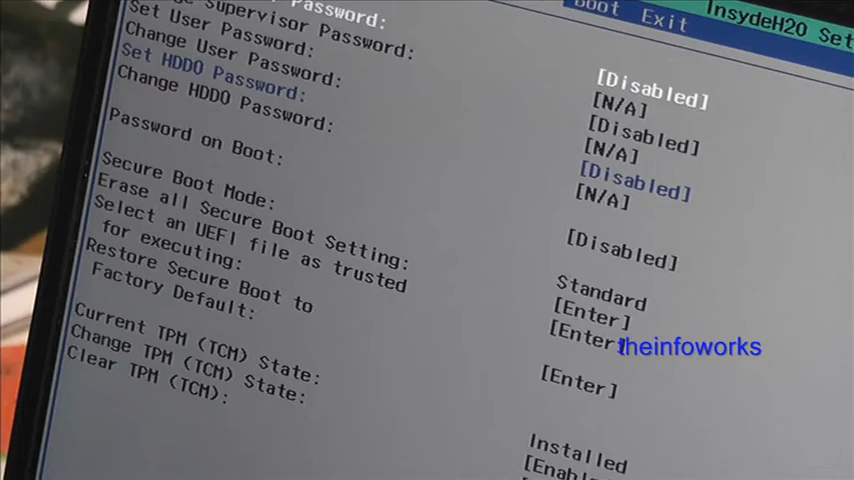 InsydeH20 Set
Boot Exit
Password: [Disabled]
Supervisor Password: [N/A]
Set User Password: [Disabled]
Change User Password: [N/A]
Set HDD0 Password: [Disabled]
Change HDD0 Password: [N/A]
Password on Boot: [Disabled]
Secure Boot Mode: Standard
Erase all Secure Boot Setting: [Enter]
Select an UEFI file as trusted [Enter]
for executing:
Restore Secure Boot to [Enter]
Factory Default:
Current TPM (TCM) State: Installed
Change TPM (TCM) State:
Clear TPM (TCM):
theinfoworks